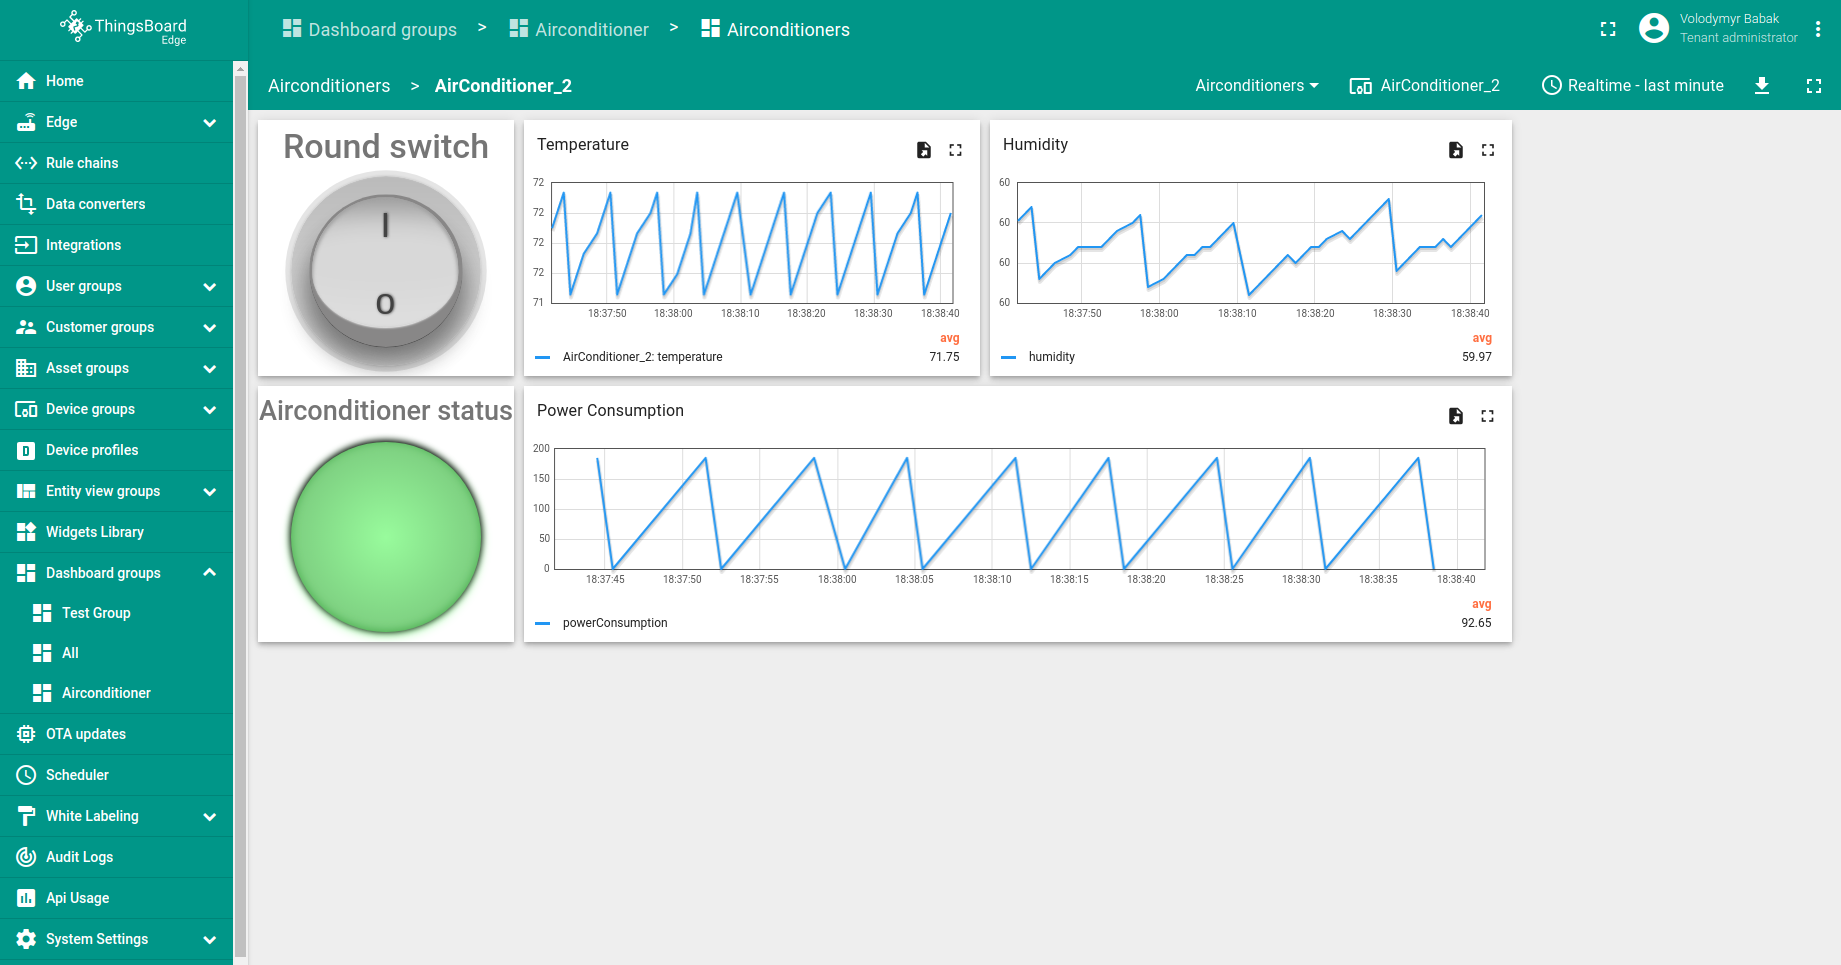 ThingsBoard
Edge
Dashboard groups > Airconditioner > Airconditioners
Volodymyr Babak
Tenant administrator
Airconditioners > AirConditioner_2
Airconditioners
AirConditioner_2
Realtime - last minute
Home
Edge
Rule chains
Data converters
Integrations
User groups
Customer groups
Asset groups
Device groups
Device profiles
Entity view groups
Widgets Library
Dashboard groups
Test Group
All
Airconditioner
OTA updates
Scheduler
White Labeling
Audit Logs
Api Usage
System Settings
Round switch
I
O
Temperature
72
72
72
72
71
18:37:50 18:38:00 18:38:10 18:38:20 18:38:30 18:38:40
avg
AirConditioner_2: temperature 71.75
Humidity
60
60
60
60
18:37:50 18:38:00 18:38:10 18:38:20 18:38:30 18:38:40
avg
humidity 59.97
Airconditioner status
Power Consumption
200
150
100
50
0
18:37:45 18:37:50 18:37:55 18:38:00 18:38:05 18:38:10 18:38:15 18:38:20 18:38:25 18:38:30 18:38:35 18:38:40
avg
powerConsumption 92.65